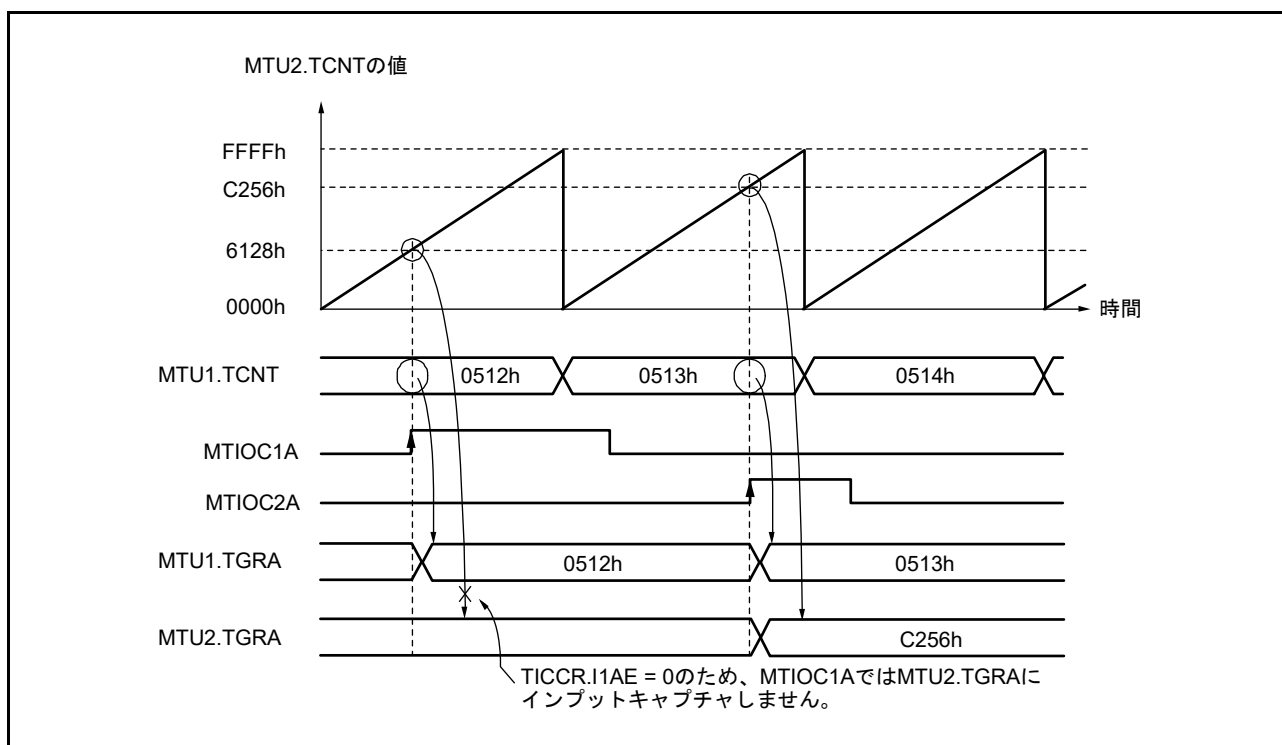 MTU2.TCNTの値
FFFFh
C256h
6128h
0000h
時間
MTU1.TCNT
0512h
0513h
0514h
MTIOC1A
MTIOC2A
MTU1.TGRA
0512h
0513h
MTU2.TGRA
C256h
TICCR.I1AE = 0のため、MTIOC1AではMTU2.TGRAに
インプットキャプチャしません。